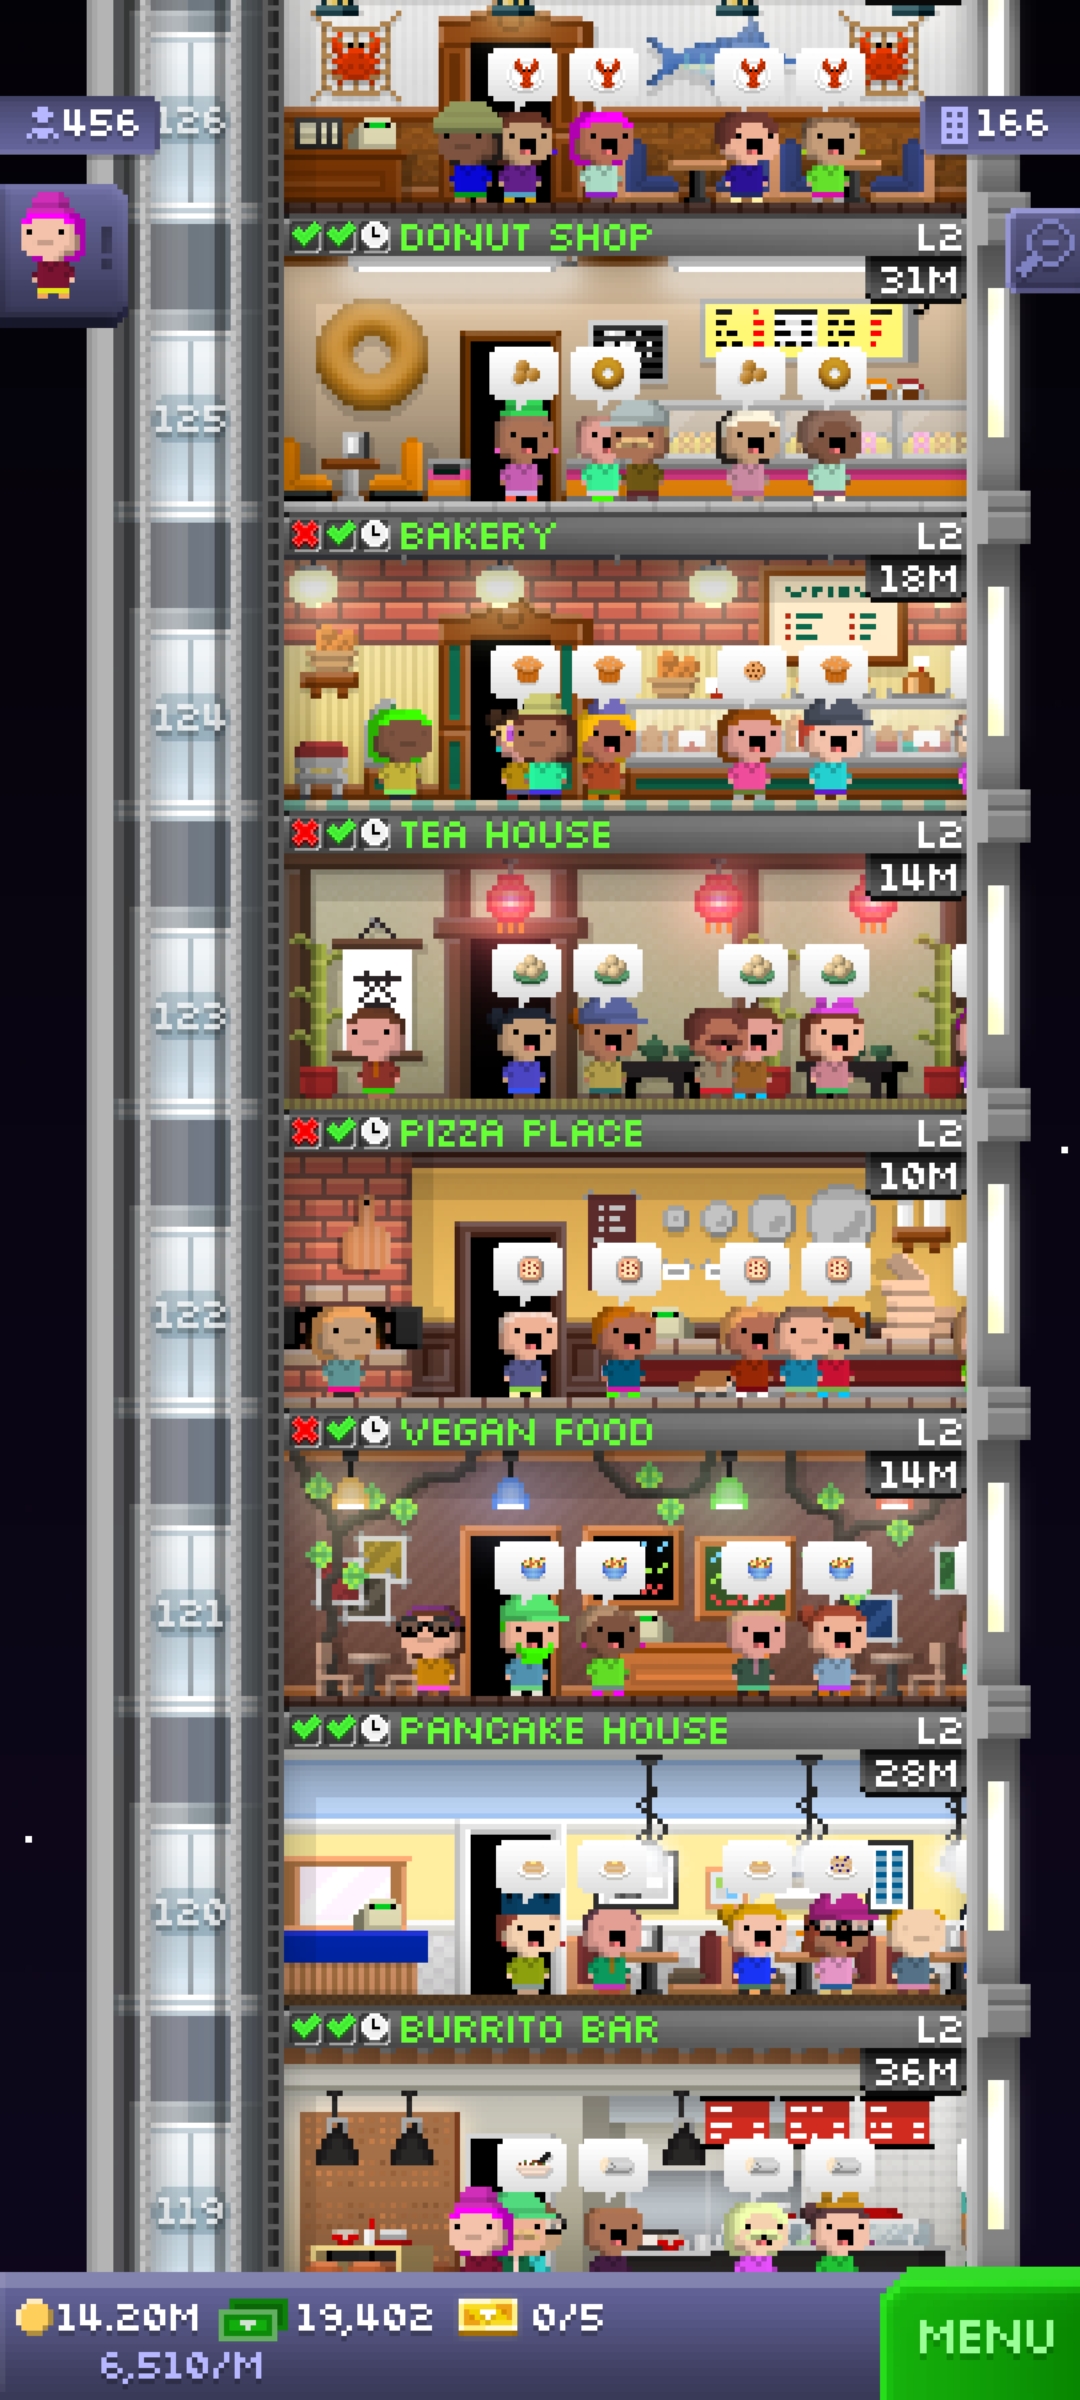 126
456
166
DONUT SHOP L2
31M
125
BAKERY L2
18M
124
TEA HOUSE L2
14M
123
PIZZA PLACE L2
10M
122
VEGAN FOOD L2
14M
121
PANCAKE HOUSE L2
28M
120
BURRITO BAR L2
36M
119
14.20M 19,402 0/5
6,510/M
MENU